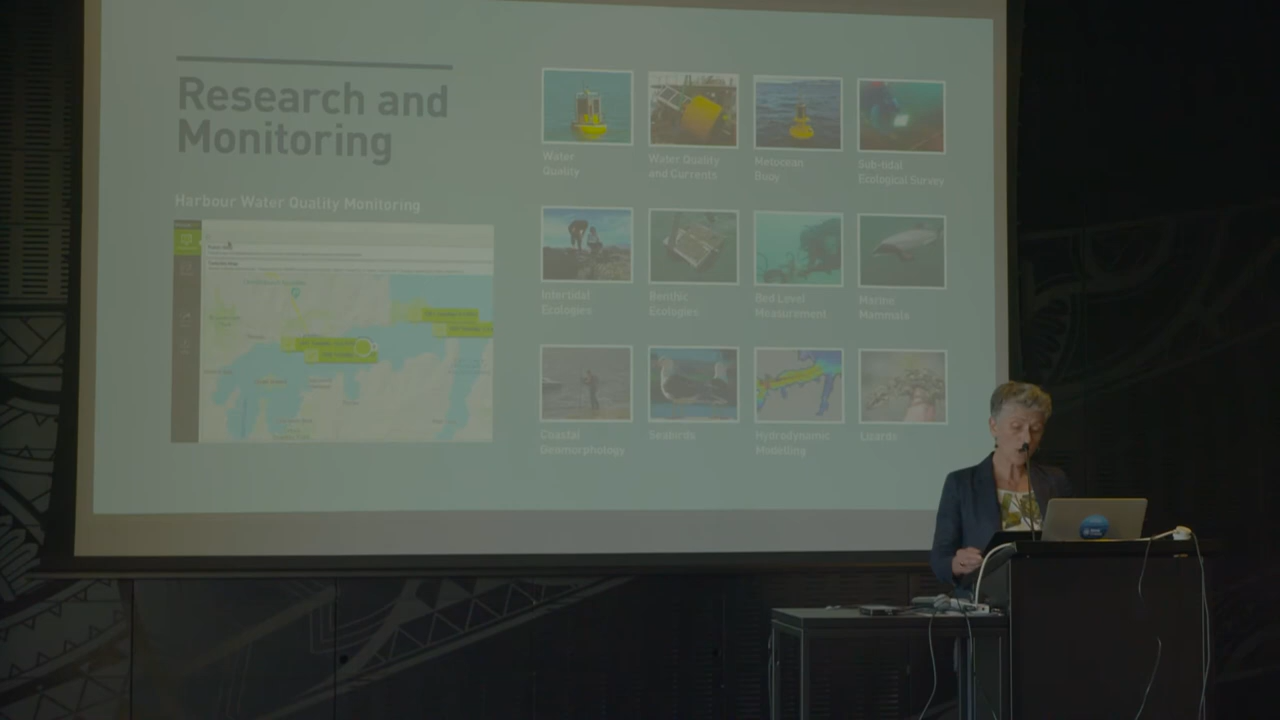 Research and
Monitoring
Harbour Water Quality Monitoring
Water
Quality
Water Quality
and Currents
Metocean
Buoy
Sub-tidal
Ecological Survey
Intertidal
Ecologies
Benthic
Ecologies
Bed Level
Measurement
Marine
Mammals
Coastal
Geomorphology
Seabirds
Hydrodynamic
Modelling
Lizards